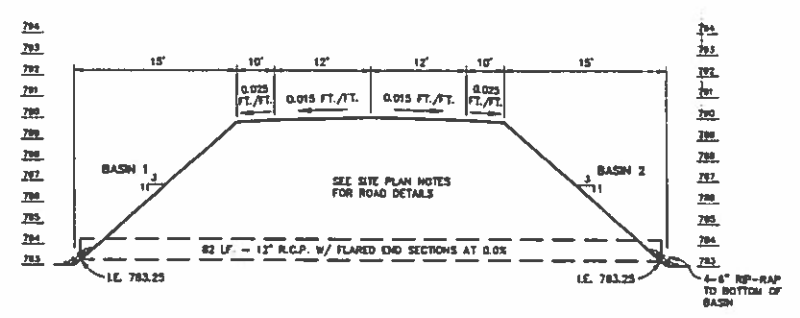 794
793
792
791
790
789
788
787
786
785
784
783
15' 10' 12' 12' 10' 15'
0.025
FT./FT.
0.015 FT./FT.
0.015 FT./FT.
0.025
FT./FT.
BASIN 1
3
1
SEE SITE PLAN NOTES
FOR ROAD DETAILS
BASIN 2
3
1
82 LF. - 12" R.C.P. W/ FLARED END SECTIONS AT 0.0%
I.E. 783.25
I.E. 783.25
4-6" RIP-RAP
TO BOTTOM OF
BASIN
794
793
792
791
790
789
788
787
786
785
784
783